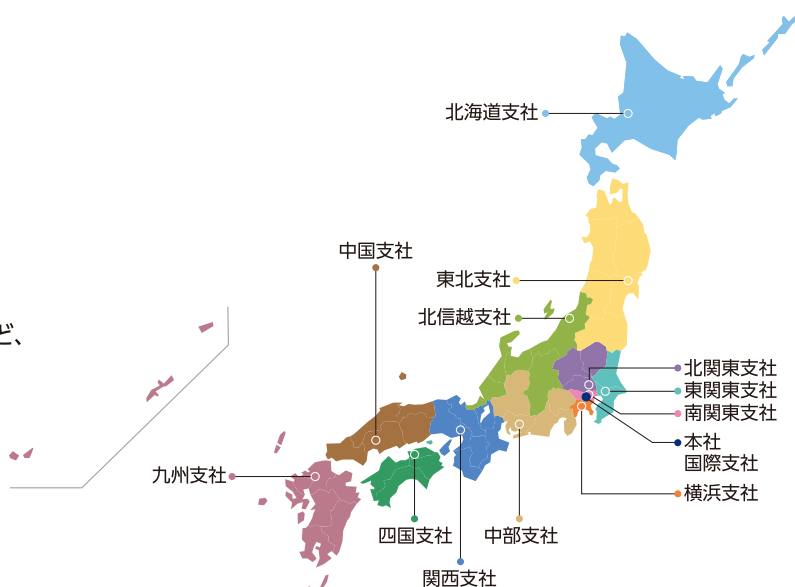 北海道支社
中国支社
東北支社
北信越支社
ど、
北関東支社
東関東支社
南関東支社
本社
国際支社
九州支社
横浜支社
四国支社
中部支社
関西支社